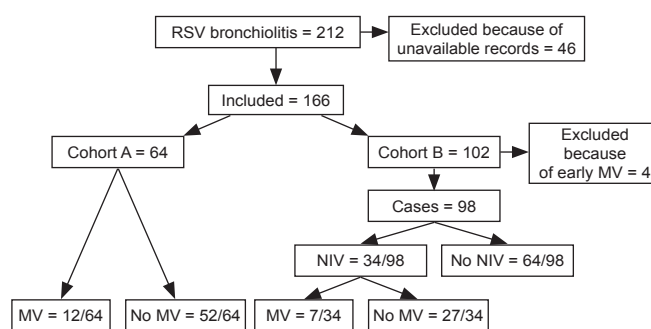 RSV bronchiolitis = 212
Excluded because of
unavailable records = 46
Included = 166
Cohort A = 64
Cohort B = 102
Excluded
because
of early MV = 4
Cases = 98
NIV = 34/98
No NIV = 64/98
MV = 12/64
No MV = 52/64
MV = 7/34
No MV = 27/34